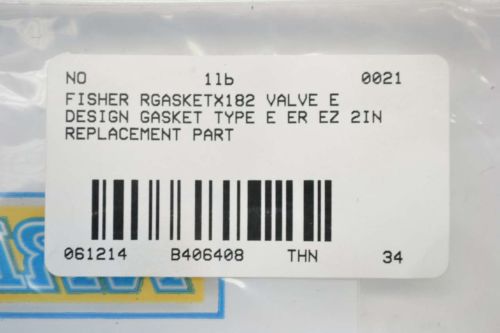 NO 1lb 0021
FISHER RGASKETX182 VALVE E
DESIGN GASKET TYPE E ER EZ 2IN
REPLACEMENT PART
061214 B406408 THN 34